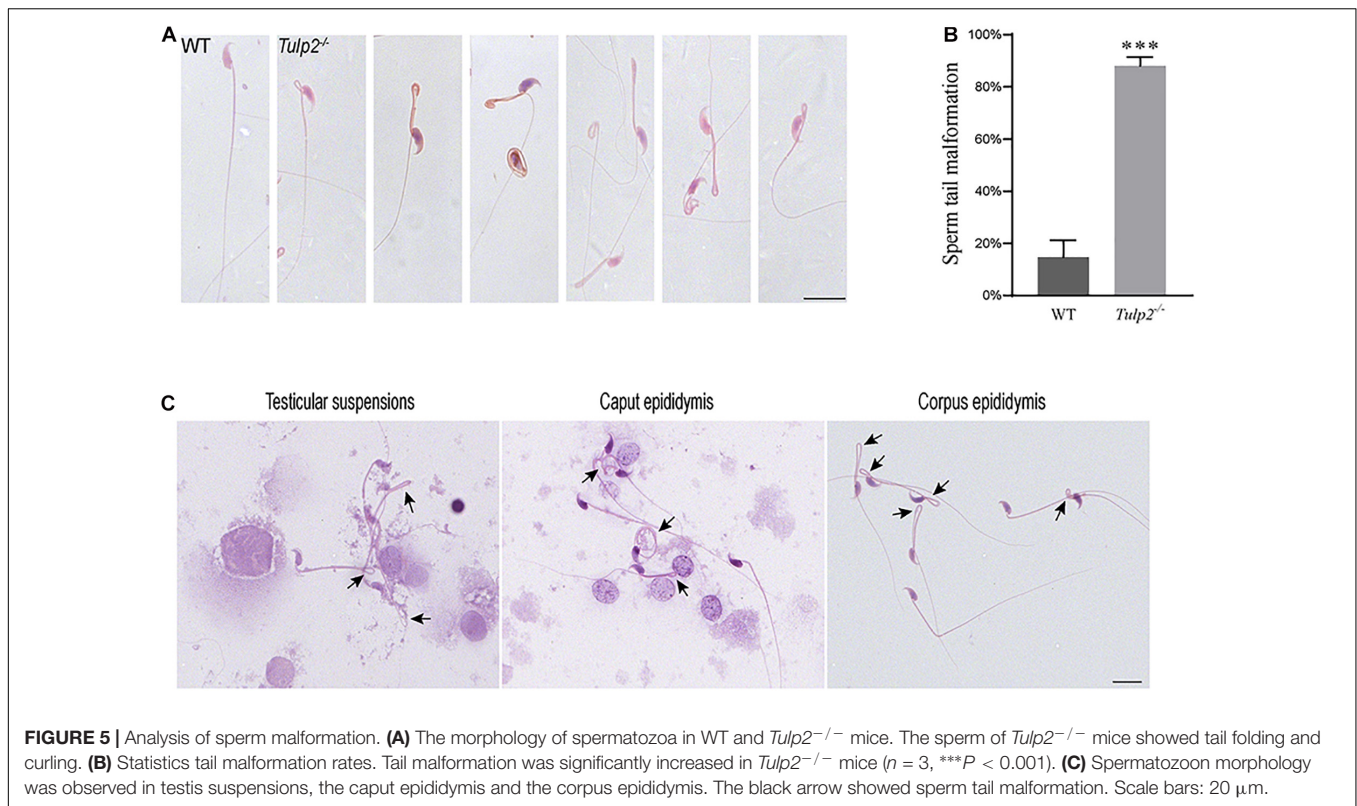 A
WT
Tulp2-/-
B
100%
80%
60%
40%
20%
0%
Sperm tail malformation
***
WT
Tulp2-/-
C
Testicular suspensions
Caput epididymis
Corpus epididymis
FIGURE 5 | Analysis of sperm malformation. (A) The morphology of spermatozoa in WT and Tulp2−/− mice. The sperm of Tulp2−/− mice showed tail folding and
curling. (B) Statistics tail malformation rates. Tail malformation was significantly increased in Tulp2−/− mice (n = 3, ***P < 0.001). (C) Spermatozoon morphology
was observed in testis suspensions, the caput epididymis and the corpus epididymis. The black arrow showed sperm tail malformation. Scale bars: 20 μm.